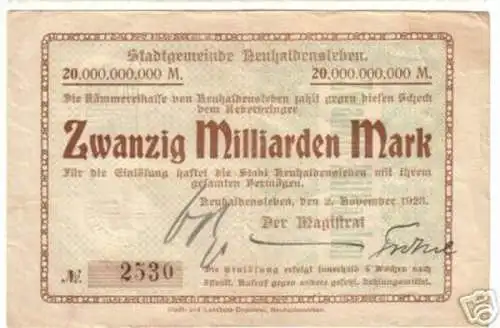 Stadtgemeinde Neuhaldensleben.
20.000.000.000 M. 20.000.000.000 M.
Die Kämmereikasse von Neuhaldensleben zahlt gegen diesen Scheck
dem Ueberbringer
Zwanzig Milliarden Mark
Für die Einlösung haftet die Stadt Neuhaldensleben mit ihrem
gesamten Vermögen.
Neuhaldensleben, den 2. November 1923.
Der Magistrat
№ 2530
Die Einlösung erfolgt innerhalb 4 Wochen nach
öffentl. Aufruf gegen andere gesetzl. Zahlungsmittel.
eBay